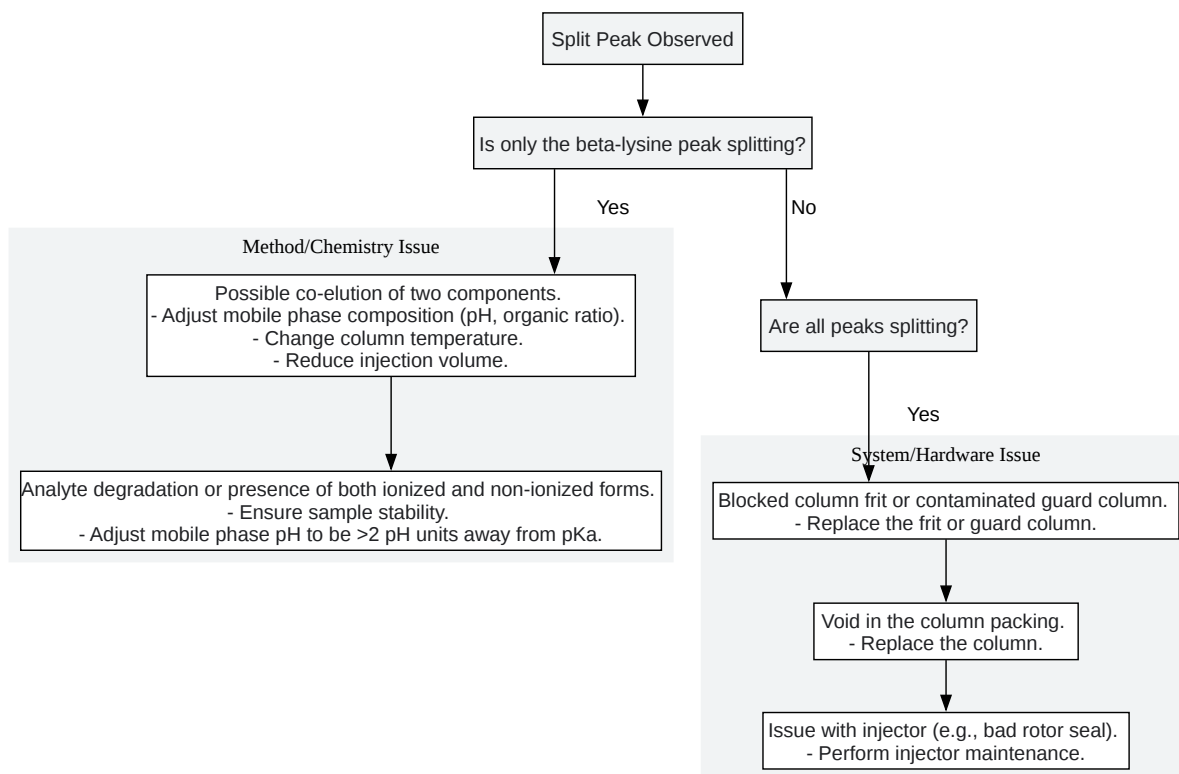 Split Peak Observed
Is only the beta-lysine peak splitting?
Yes
No
Method/Chemistry Issue
Possible co-elution of two components.
- Adjust mobile phase composition (pH, organic ratio).
- Change column temperature.
- Reduce injection volume.
Are all peaks splitting?
Yes
System/Hardware Issue
Analyte degradation or presence of both ionized and non-ionized forms.
- Ensure sample stability.
- Adjust mobile phase pH to be >2 pH units away from pKa.
Blocked column frit or contaminated guard column.
- Replace the frit or guard column.
Void in the column packing.
- Replace the column.
Issue with injector (e.g., bad rotor seal).
- Perform injector maintenance.